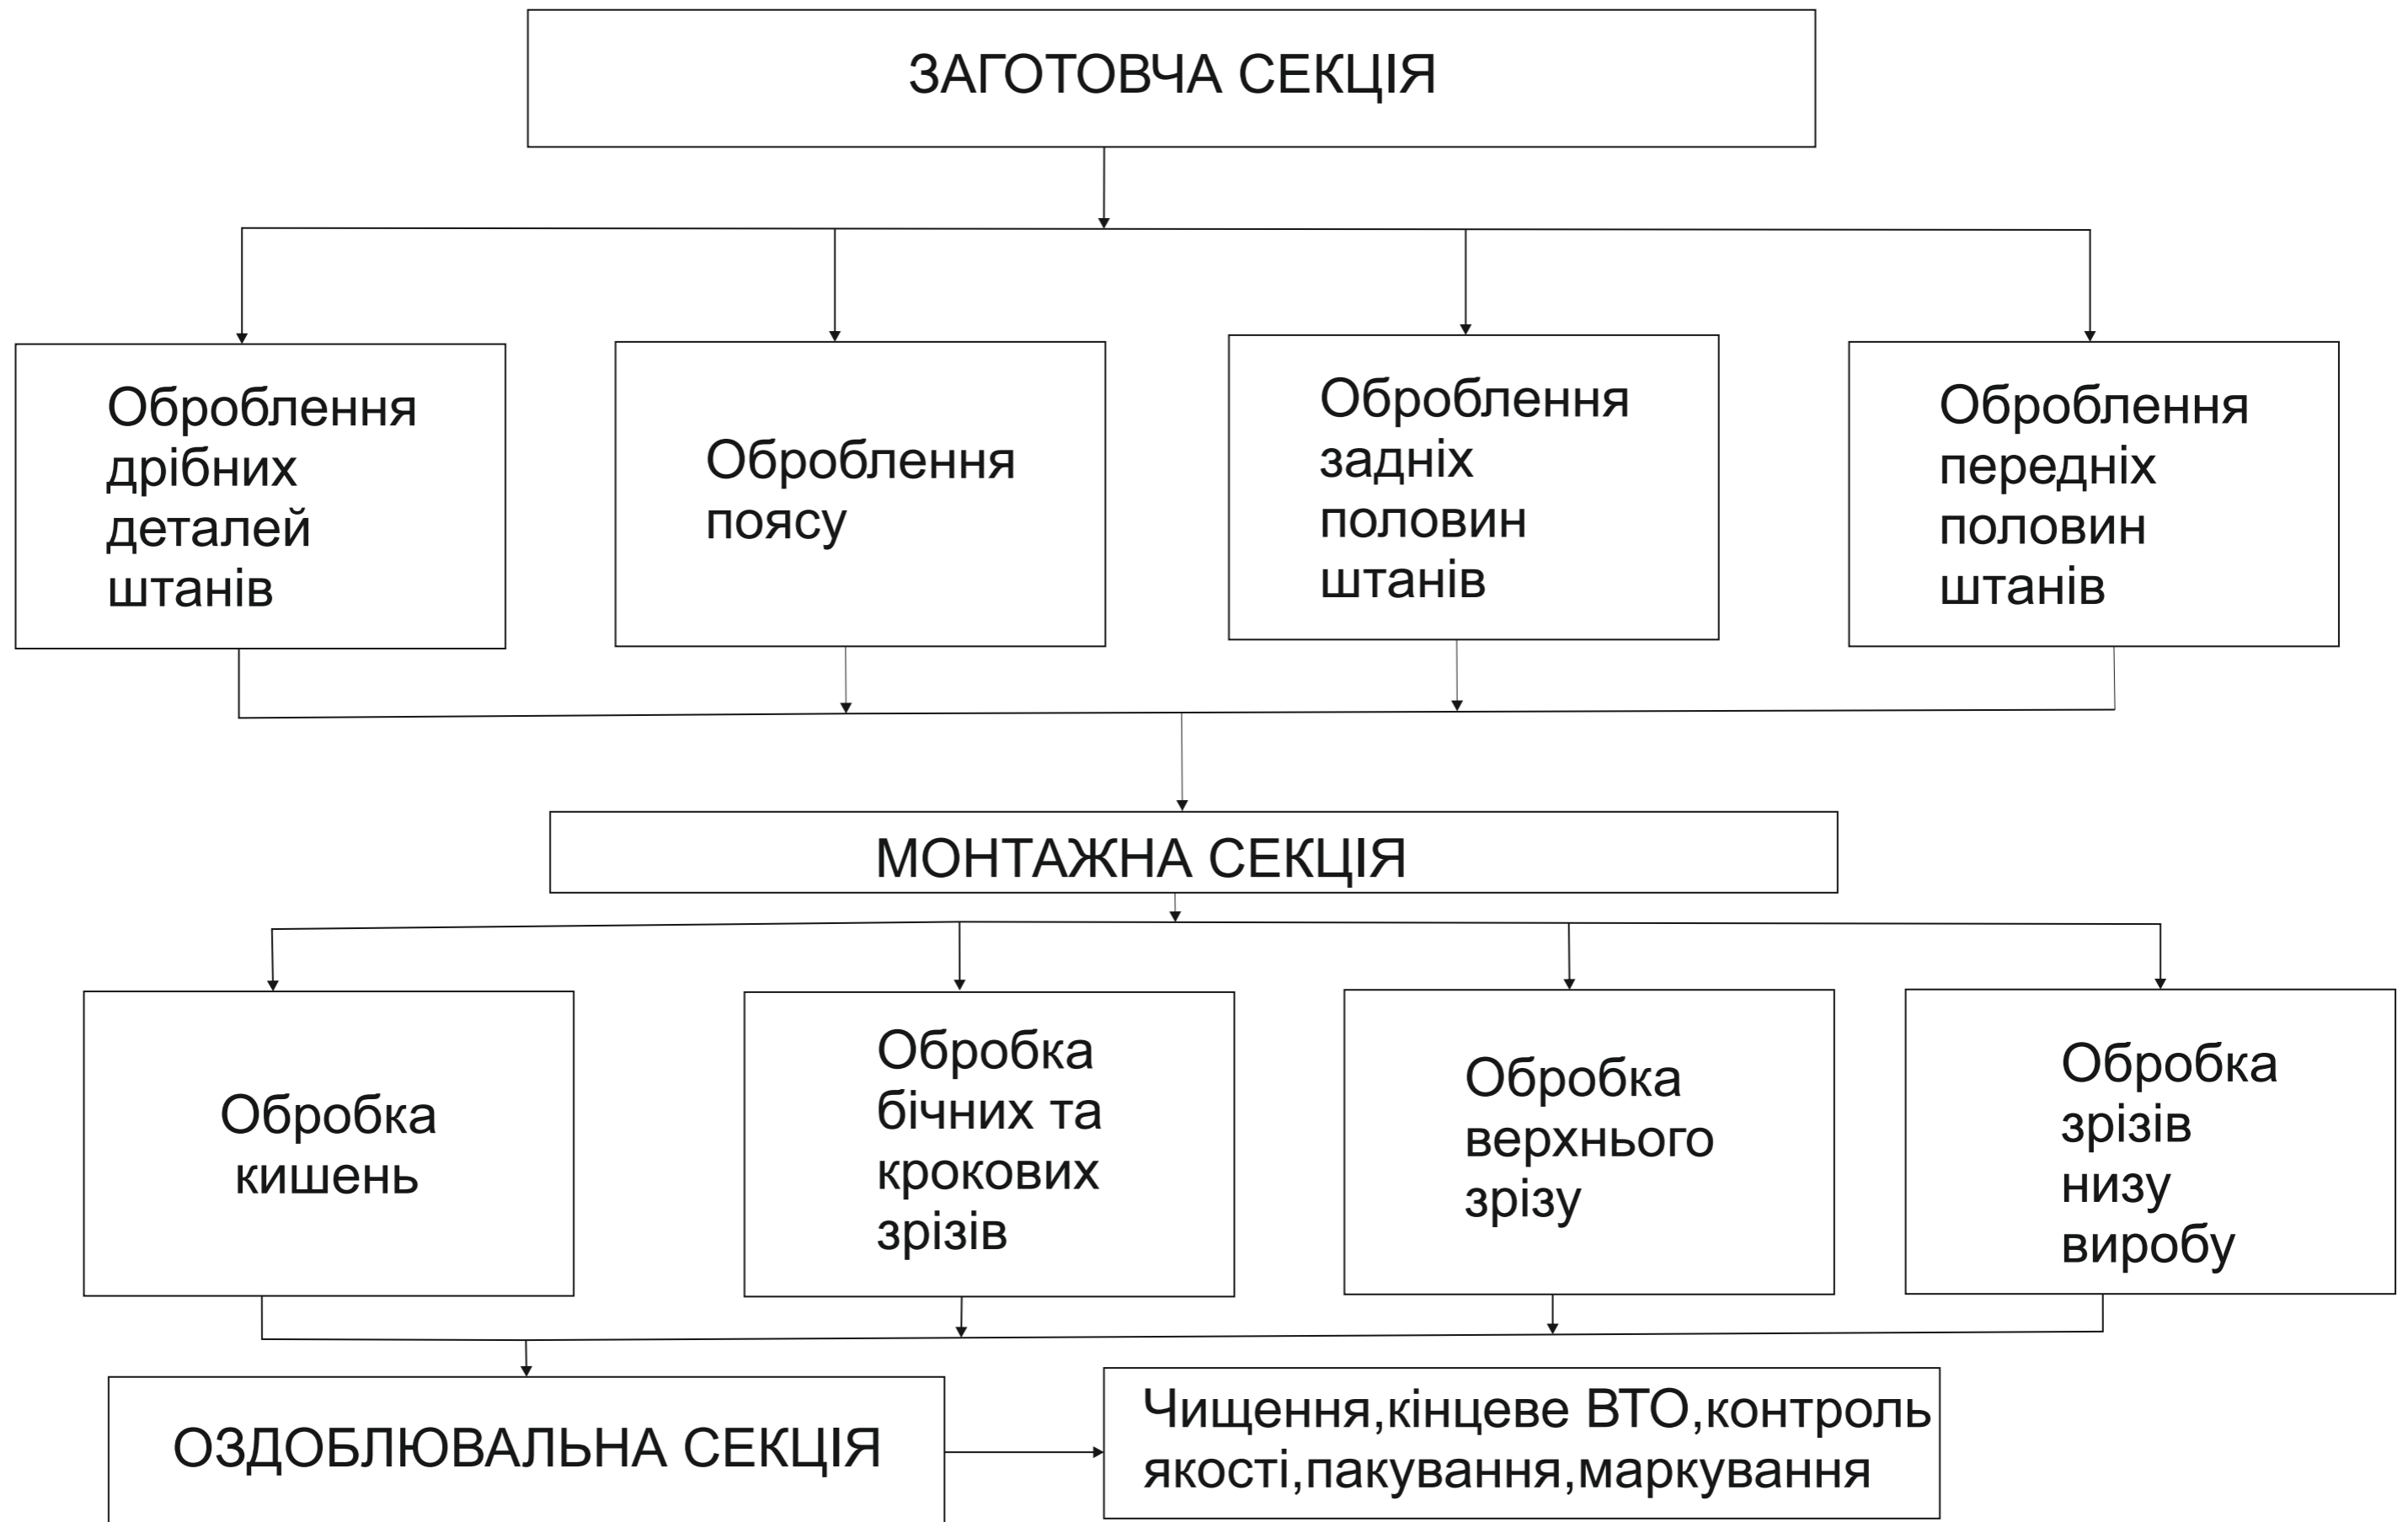 ЗАГОТОВЧА СЕКЦІЯ
Оброблення
дрібних
деталей
штанів
Оброблення
поясу
Оброблення
задніх
половин
штанів
Оброблення
передніх
половин
штанів
МОНТАЖНА СЕКЦІЯ
Обробка
кишень
Обробка
бічних та
крокових
зрізів
Обробка
верхнього
зрізу
Обробка
зрізів
низу
виробу
ОЗДОБЛЮВАЛЬНА СЕКЦІЯ
Чищення,кінцеве ВТО,контроль
якості,пакування,маркування